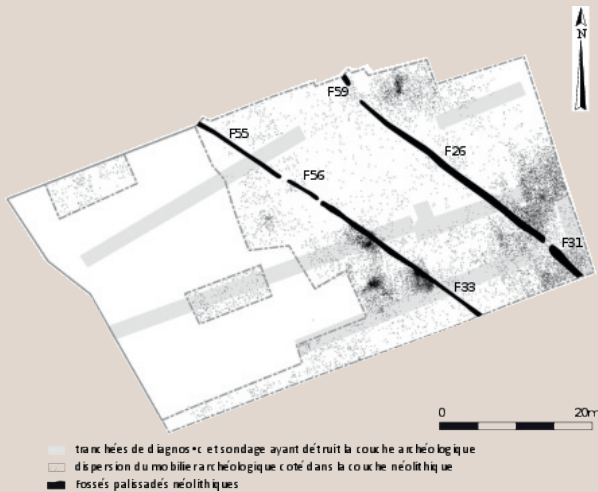 N
F59
F55
F26
F56
F31
F33
0 20m
tranchées de diagnos•c et sondage ayant détruit la couche archéologique
dispersion du mobilier archéologique coté dans la couche néolithique
Fossés palissadés néolithiques